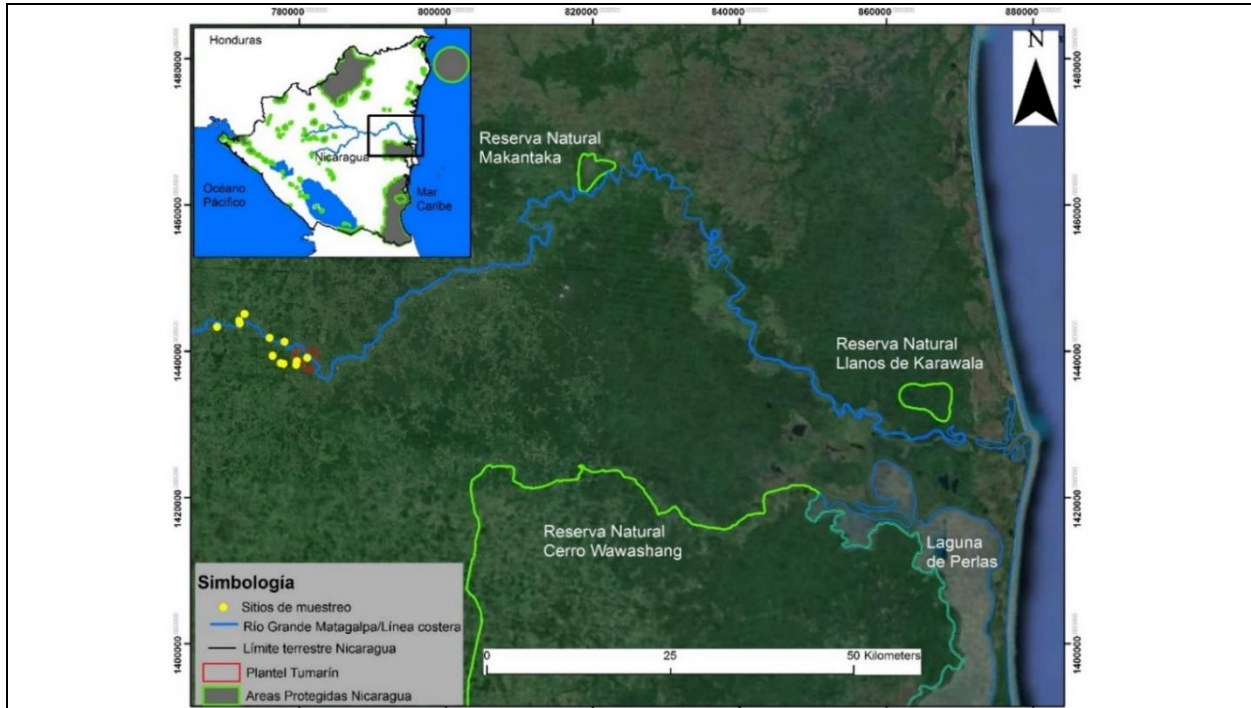 780000
800000
820000
840000
860000
880000
1480000
1460000
1440000
1420000
1400000
Honduras
Nicaragua
Océano
Pácifico
Mar
Caribe
N
Reserva Natural
Makantaka
Reserva Natural
Llanos de Karawala
Reserva Natural
Cerro Wawashang
Laguna
de Perlas
Simbología
Sitios de muestreo
Río Grande Matagalpa/Línea costera
Límite terrestre Nicaragua
Plantel Tumarín
Areas Protegidas Nicaragua
0 25 50 Kilometers
1480000
1460000
1440000
1420000
1400000